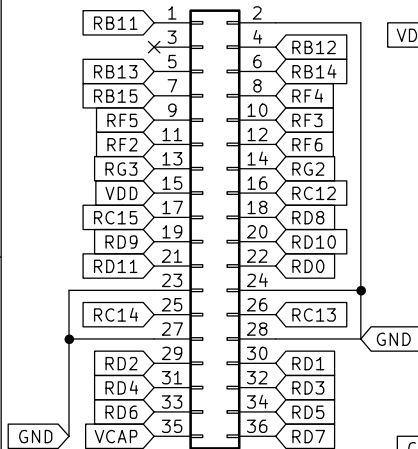 1 2 VD
RB11
3 4
RB12
5 6
RB13 RB14
7 8
RB15 RF4
9 10
RF5 RF3
11 12
RF2 RF6
13 14
RG3 RG2
15 16
VDD RC12
17 18
RC15 RD8
19 20
RD9 RD10
21 22
RD11 RD0
23 24
25 26
RC14 RC13
27 28
GND
29 30
RD2 RD1
31 32
RD4 RD3
33 34
RD6 RD5
35 36
GND VCAP RD7